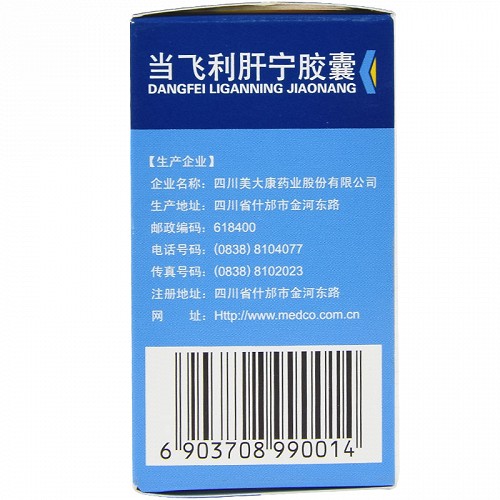 当飞利肝宁胶囊
DANGFEI LIGANNING JIAONANG
【生产企业】
企业名称：四川美大康药业股份有限公司
生产地址：四川省什邡市金河东路
邮政编码：618400
电话号码：(0838) 8104077
传真号码：(0838) 8102023
注册地址：四川省什邡市金河东路
网　　址：Http://www.medco.com.cn
6 903708 990014